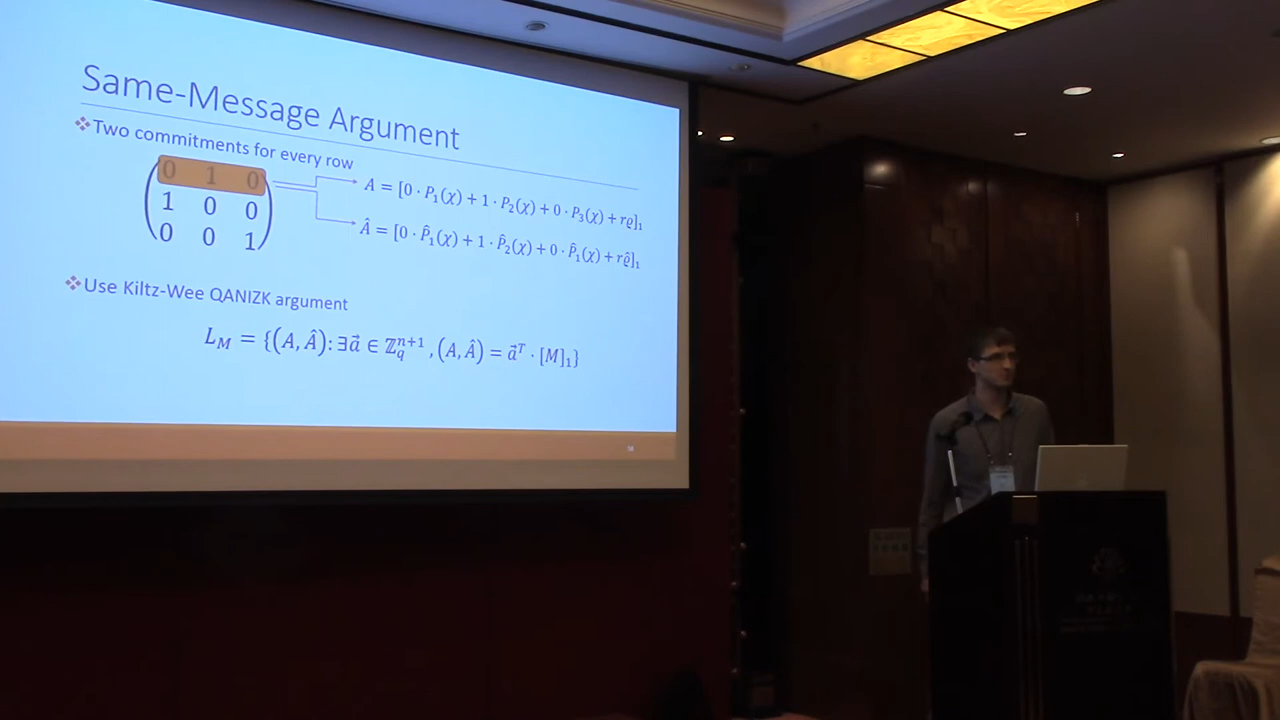 Same-Message Argument
❖Two commitments for every row
0 1 0
1 0 0
0 0 1
A = [0 · P₁(χ) + 1 · P₂(χ) + 0 · P₃(χ) + rϱ]₁
Â = [0 · P̂₁(χ) + 1 · P̂₂(χ) + 0 · P̂₁(χ) + rϱ̂]₁
❖Use Kiltz-Wee QANIZK argument
L_M = {(A, Â): ∃a⃗ ∈ ℤ_q^{n+1}, (A, Â) = a⃗ᵀ · [M]₁}